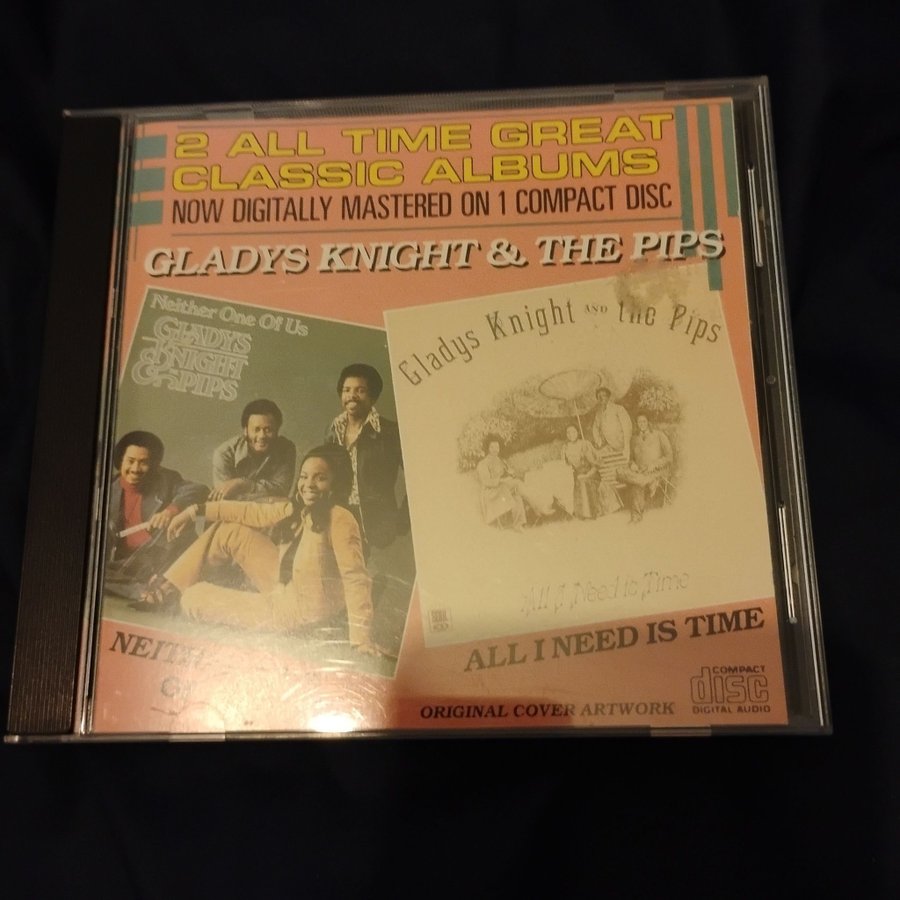 2 ALL TIME GREAT
CLASSIC ALBUMS
NOW DIGITALLY MASTERED ON 1 COMPACT DISC
GLADYS KNIGHT & THE PIPS
Neither One Of Us
GLADYS
KNIGHT
& THE PIPS
Gladys Knight AND the Pips
All I Need Is Time
ALL I NEED IS TIME
ORIGINAL COVER ARTWORK
COMPACT
disc
DIGITAL AUDIO